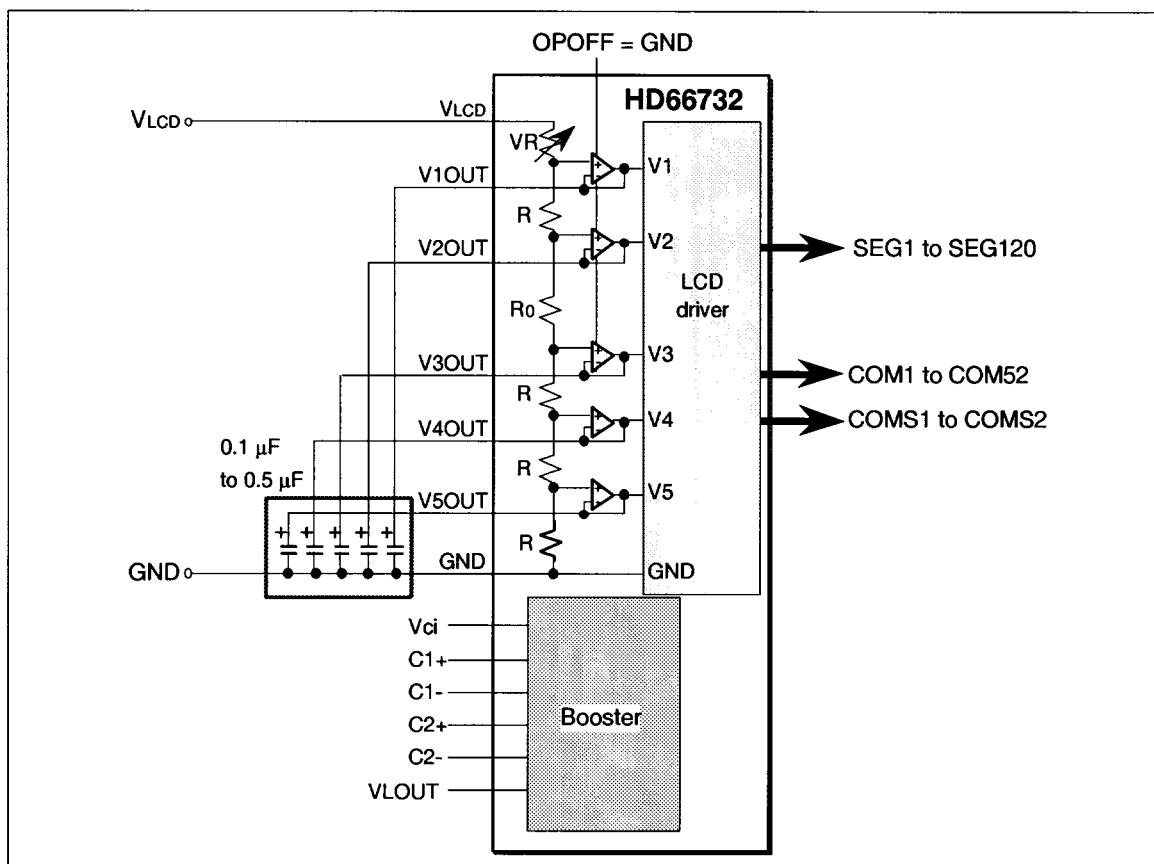 OPOFF = GND
HD66732
VLCD
VLCD
VR
V1OUT
V1
R
V2OUT
V2
SEG1 to SEG120
LCD
driver
R0
V3OUT
V3
COM1 to COM52
R
V4OUT
V4
COMS1 to COMS2
0.1 µF
to 0.5 µF
R
V5OUT
V5
+ + + + +
R
GND
GND
GND
Vci
C1+
C1-
Booster
C2+
C2-
VLOUT